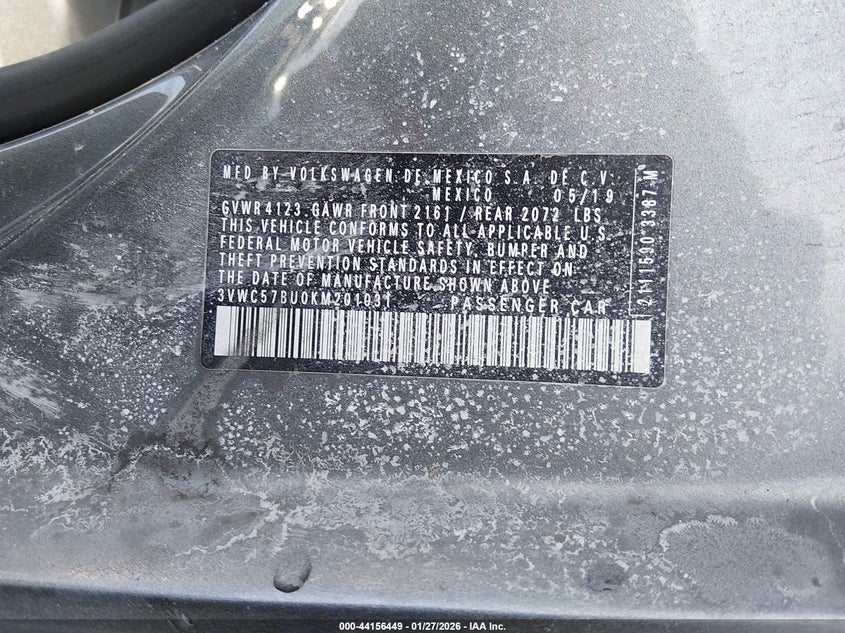 MFD BY VOLKSWAGEN DE MEXICO S.A. DE C.V.
MEXICO 05/19
GVWR 4123. GAWR FRONT 2161 / REAR 2072 LBS
THIS VEHICLE CONFORMS TO ALL APPLICABLE U.S
FEDERAL MOTOR VEHICLE SAFETY, BUMPER AND
THEFT PREVENTION STANDARDS IN EFFECT ON
THE DATE OF MANUFACTURE SHOWN ABOVE
3VWC57BU0KM201031 PASSENGER CAR
000-44156449 - 01/27/2026 - IAA Inc.